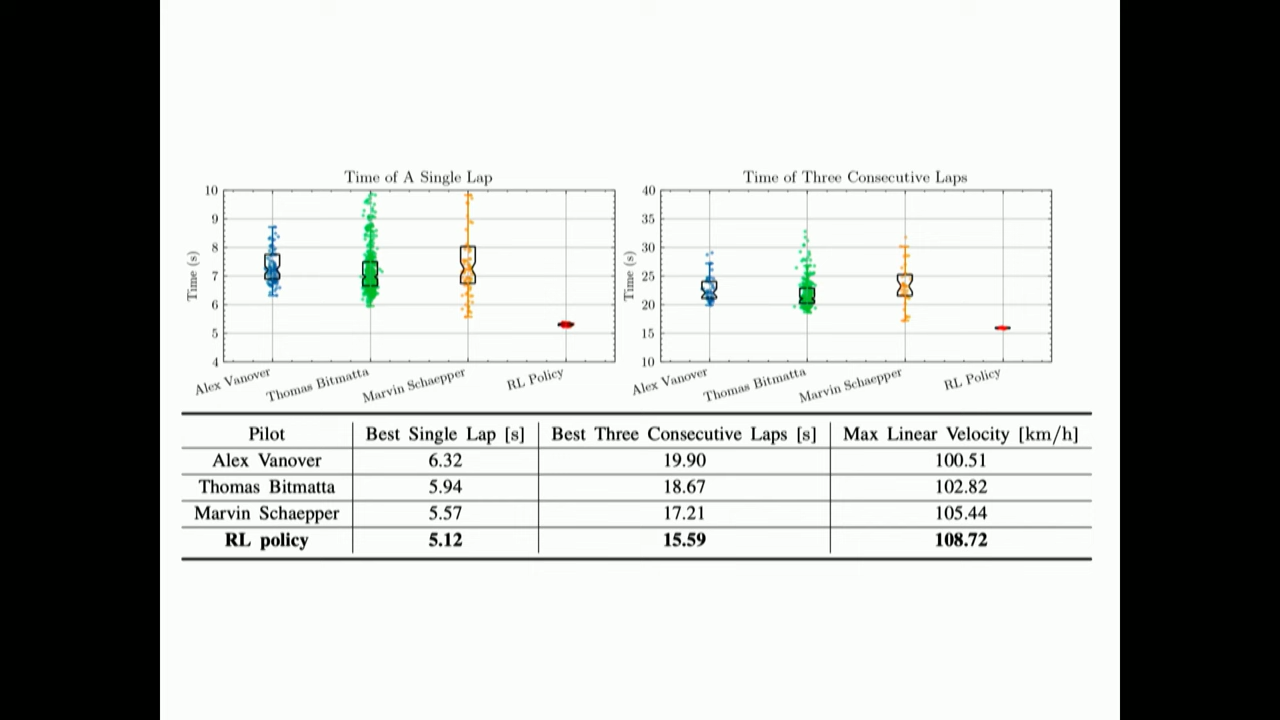 Time of A Single Lap
Time (s)
10
9
8
7
6
5
4
Alex Vanover
Thomas Bitmatta
Marvin Schaepper
RL Policy
Time of Three Consecutive Laps
Time (s)
40
35
30
25
20
15
10
Alex Vanover
Thomas Bitmatta
Marvin Schaepper
RL Policy
Pilot Best Single Lap [s] Best Three Consecutive Laps [s] Max Linear Velocity [km/h]
Alex Vanover 6.32 19.90 100.51
Thomas Bitmatta 5.94 18.67 102.82
Marvin Schaepper 5.57 17.21 105.44
RL policy 5.12 15.59 108.72